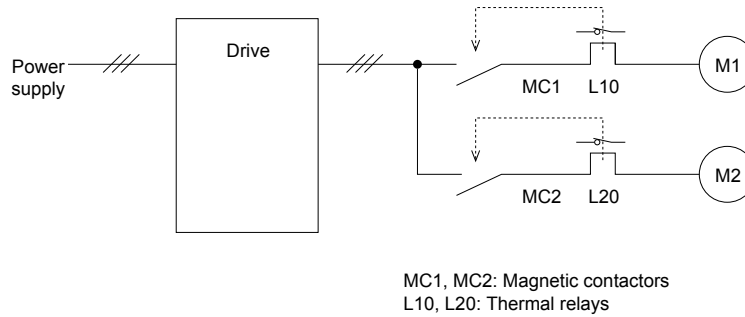 Drive
Power
supply
M1
MC1
L10
M2
MC2
L20
MC1, MC2: Magnetic contactors
L10, L20: Thermal relays